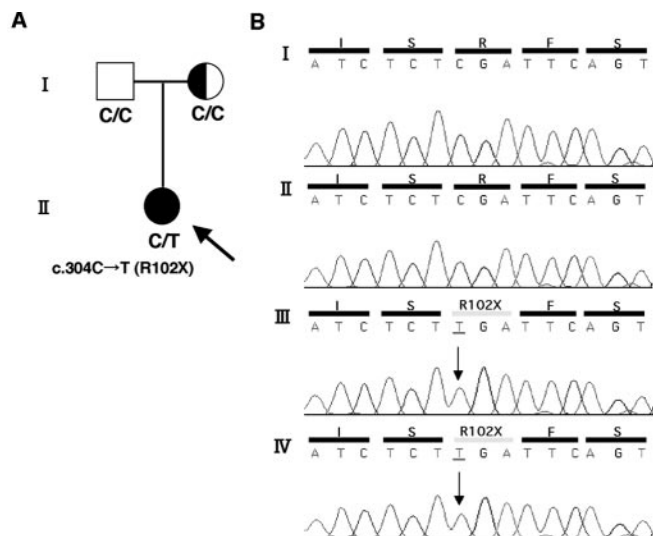 A
I
C/C
C/C
II
C/T
c.304C→T (R102X)
B
I
I S R F S
A T C T C T C G A T T C A G T
II
I S R F S
A T C T C T C G A T T C A G T
III
I S R102X F S
A T C T C T T G A T T C A G T
IV
I S R102X F S
A T C T C T T G A T T C A G T